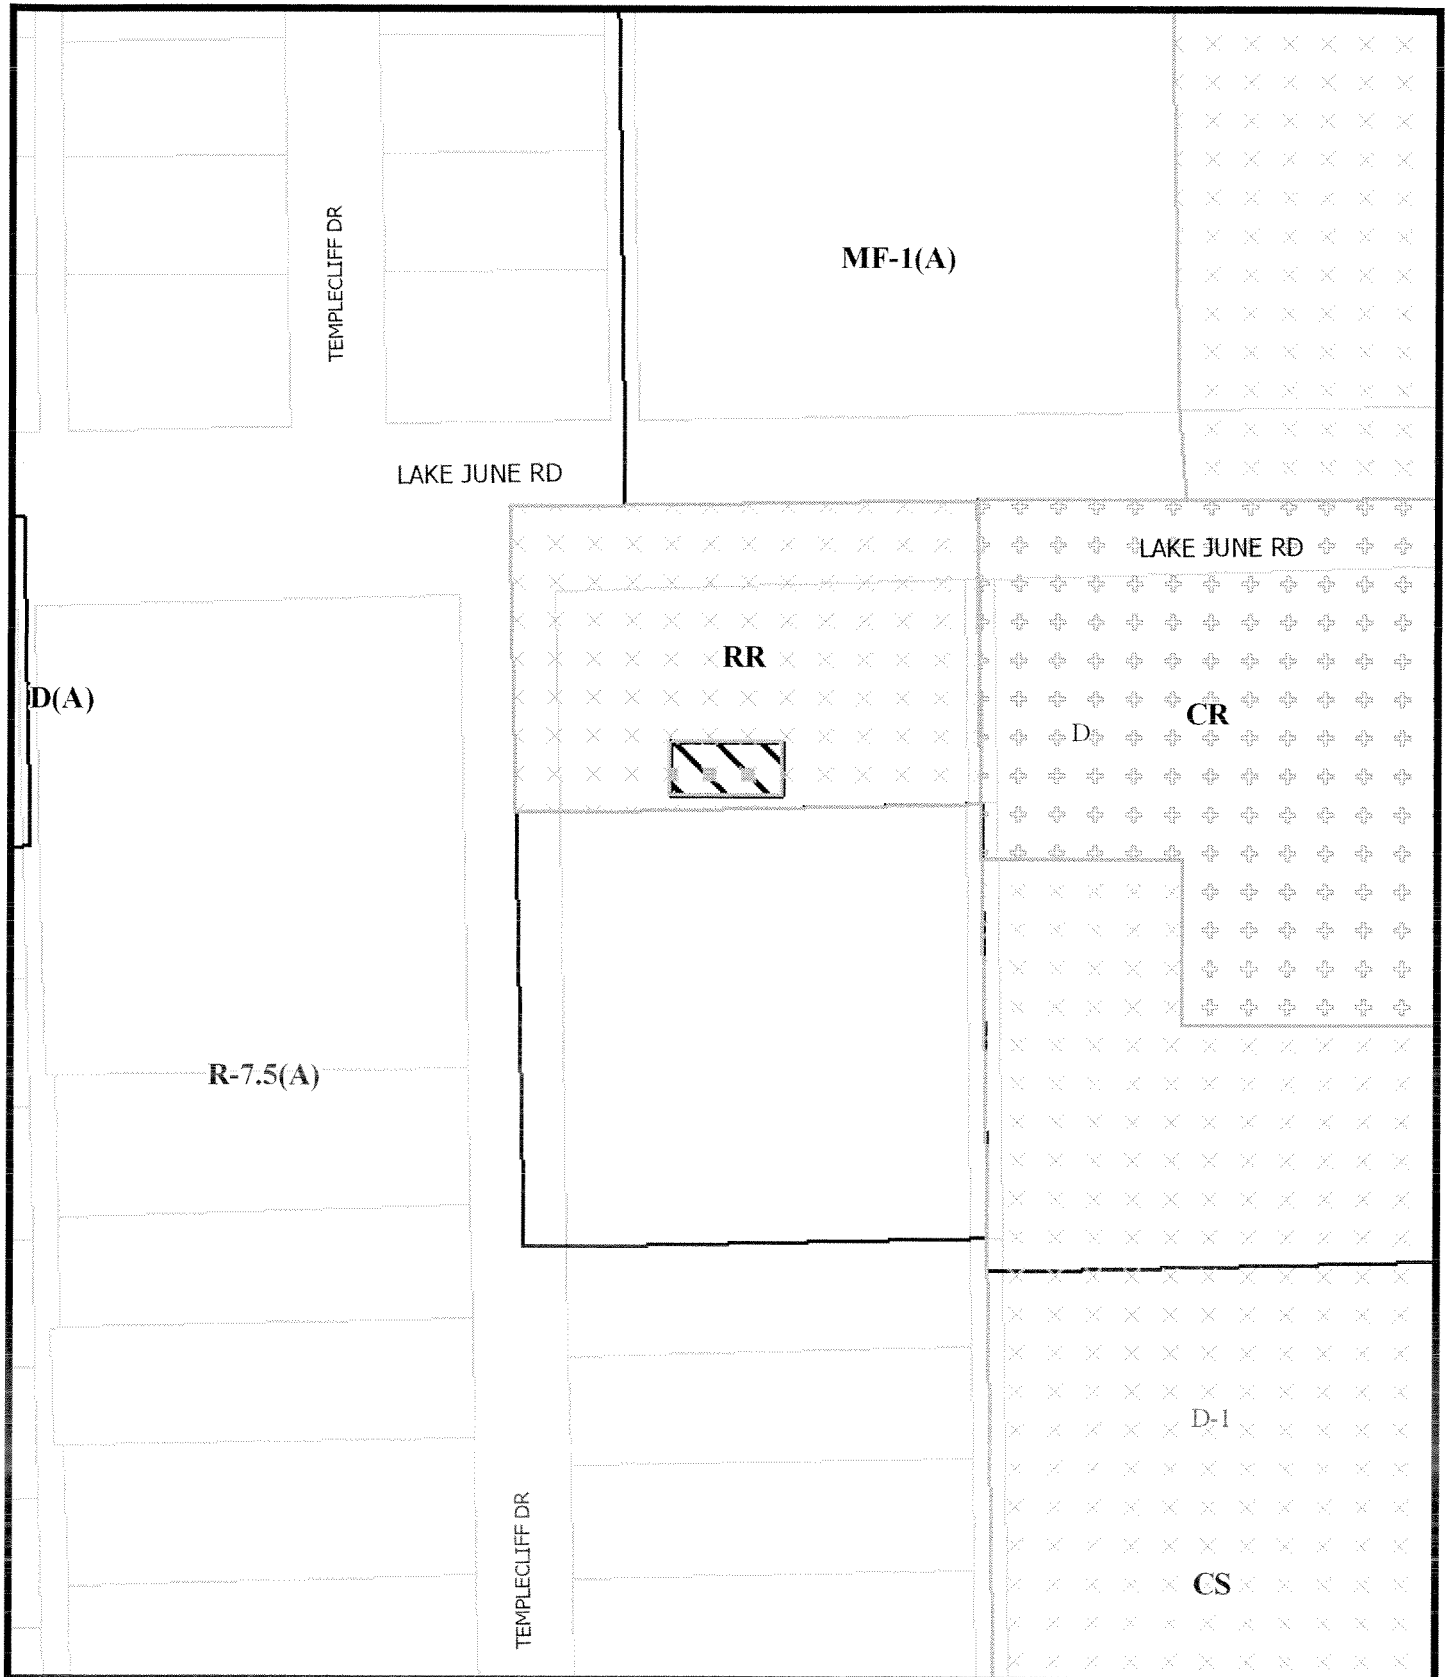 TEMPLECLIFF DR
MF-1(A)
LAKE JUNE RD
LAKE JUNE RD
RR
D(A)
CR
D
R-7.5(A)
D-1
TEMPLECLIFF DR
CS